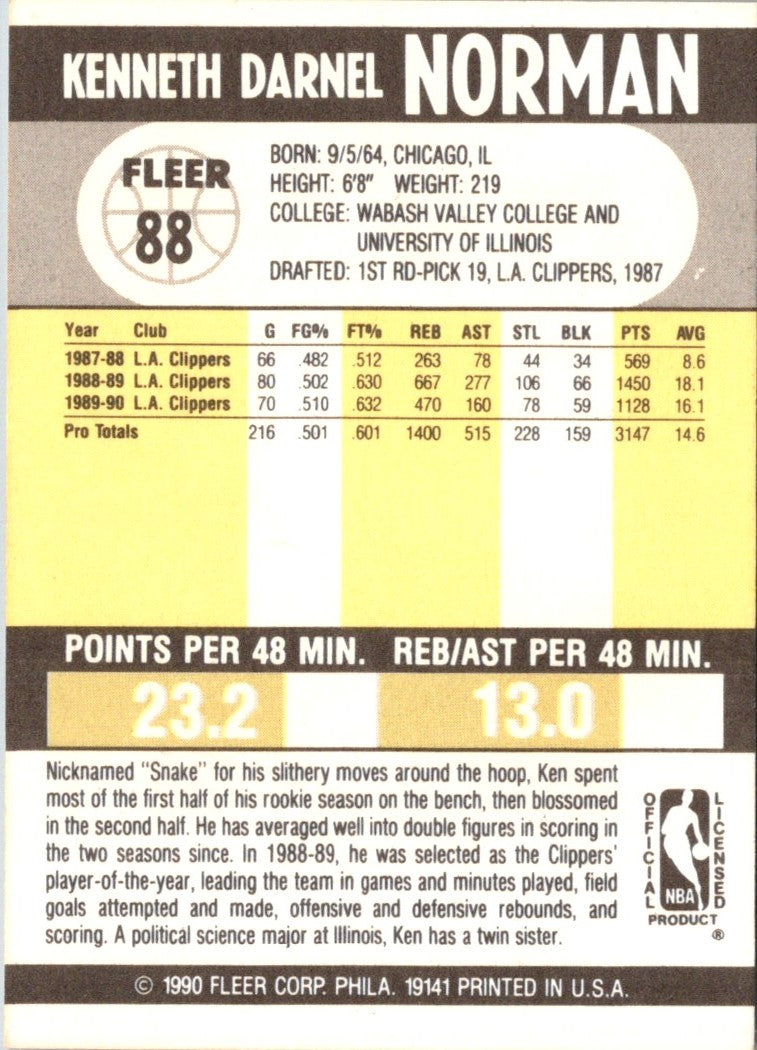 KENNETH DARNEL NORMAN
FLEER
88
BORN: 9/5/64, CHICAGO, IL
HEIGHT: 6'8" WEIGHT: 219
COLLEGE: WABASH VALLEY COLLEGE AND
UNIVERSITY OF ILLINOIS
DRAFTED: 1ST RD-PICK 19, L.A. CLIPPERS, 1987
Year Club G FG% FT% REB AST STL BLK PTS AVG
1987-88 L.A. Clippers 66 .482 .512 263 78 44 34 569 8.6
1988-89 L.A. Clippers 80 .502 .630 667 277 106 66 1450 18.1
1989-90 L.A. Clippers 70 .510 .632 470 160 78 59 1128 16.1
Pro Totals 216 .501 .601 1400 515 228 159 3147 14.6
POINTS PER 48 MIN. REB/AST PER 48 MIN.
23.2 13.0
Nicknamed "Snake" for his slithery moves around the hoop, Ken spent
most of the first half of his rookie season on the bench, then blossomed
in the second half. He has averaged well into double figures in scoring in
the two seasons since. In 1988-89, he was selected as the Clippers'
player-of-the-year, leading the team in games and minutes played, field
goals attempted and made, offensive and defensive rebounds, and
scoring. A political science major at Illinois, Ken has a twin sister.
OFFICIAL
LICENSED
NBA
PRODUCT
®
© 1990 FLEER CORP. PHILA. 19141 PRINTED IN U.S.A.